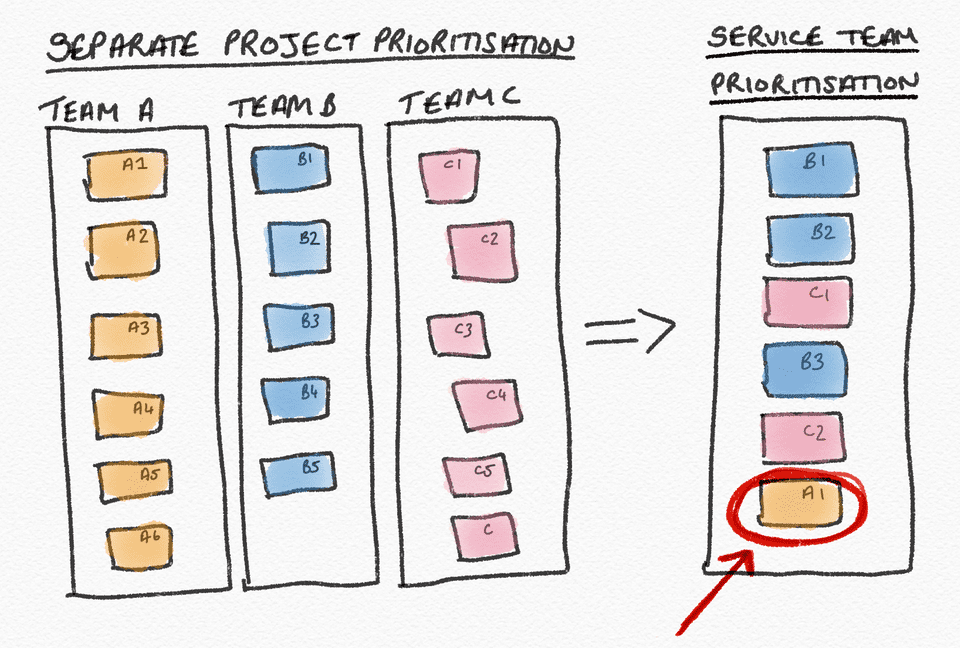 SEPARATE PROJECT PRIORITISATION
TEAM A
A1
A2
A3
A4
A5
A6
TEAM B
B1
B2
B3
B4
B5
TEAM C
C1
C2
C3
C4
C5
C
SERVICE TEAM
PRIORITISATION
B1
B2
C1
B3
C2
A1